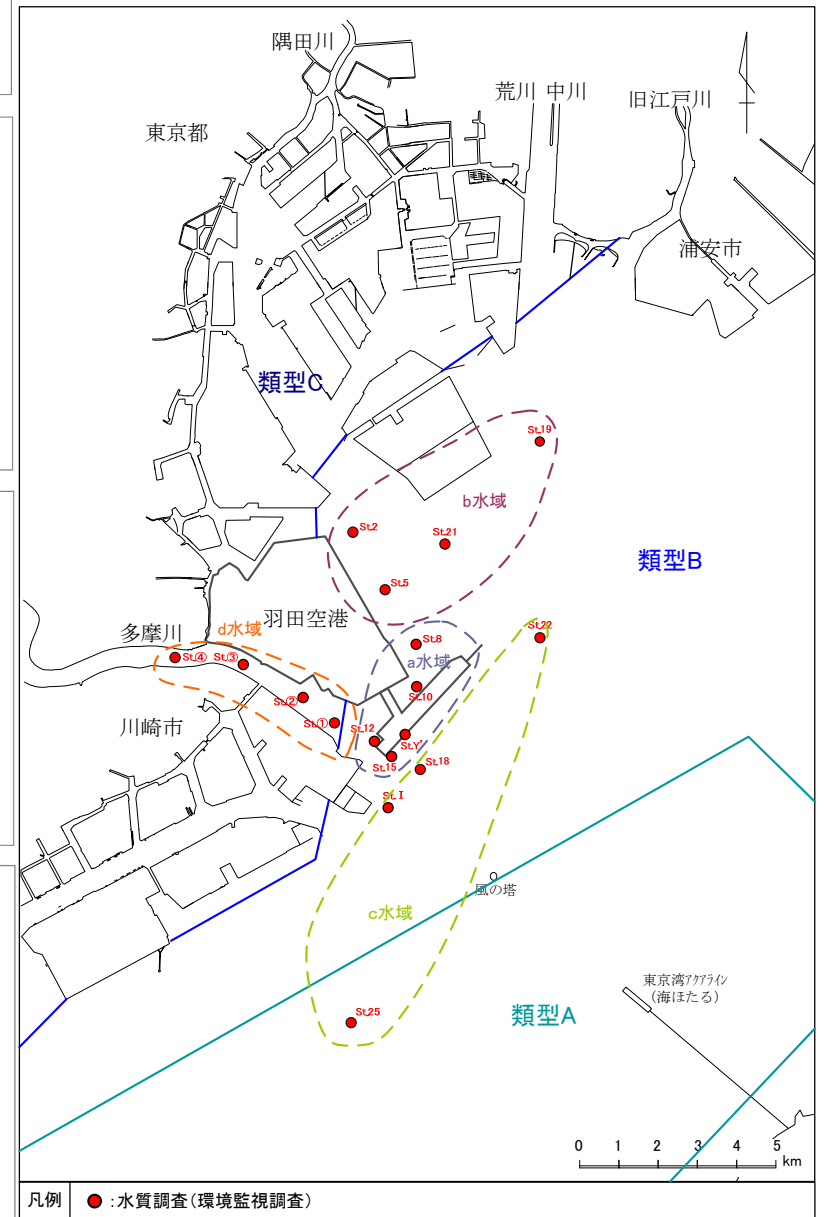 隅田川
荒川 中川
旧江戸川
東京都
浦安市
類型C
St.19
b水域
St.2
St.21
類型B
St.5
羽田空港
多摩川
d水域
St.22
St.8
St.④
St.③
a水域
St.10
St.②
川崎市
St.①
St.12
St.Y'
St.15
St.18
St.I
風の塔
c水域
東京湾アクアライン
(海ほたる)
St.25
類型A
0 1 2 3 4 5
km
凡例
:水質調査(環境監視調査)